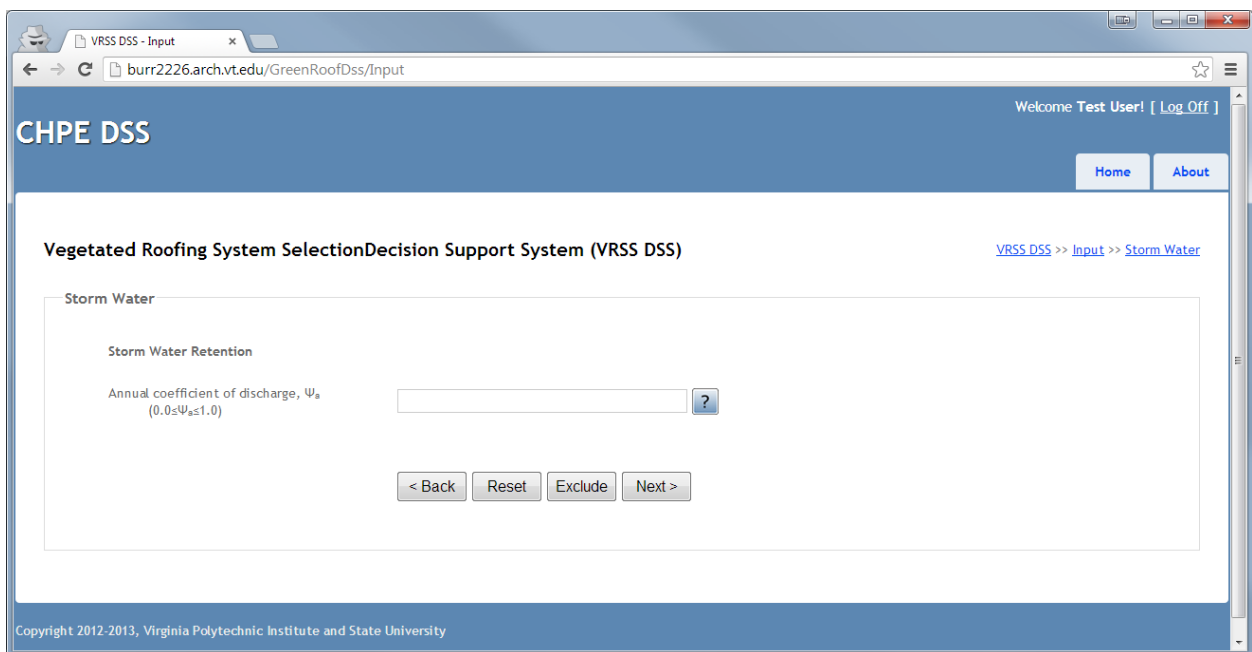 VRSS DSS - Input
burr2226.arch.vt.edu/GreenRoofDss/Input
Welcome Test User! [ Log Off ]
CHPE DSS
Home About
Vegetated Roofing System SelectionDecision Support System (VRSS DSS)
VRSS DSS >> Input >> Storm Water
Storm Water
Storm Water Retention
Annual coefficient of discharge, Ψₐ
(0.0≤Ψₐ≤1.0)
?
< Back Reset Exclude Next >
Copyright 2012-2013, Virginia Polytechnic Institute and State University